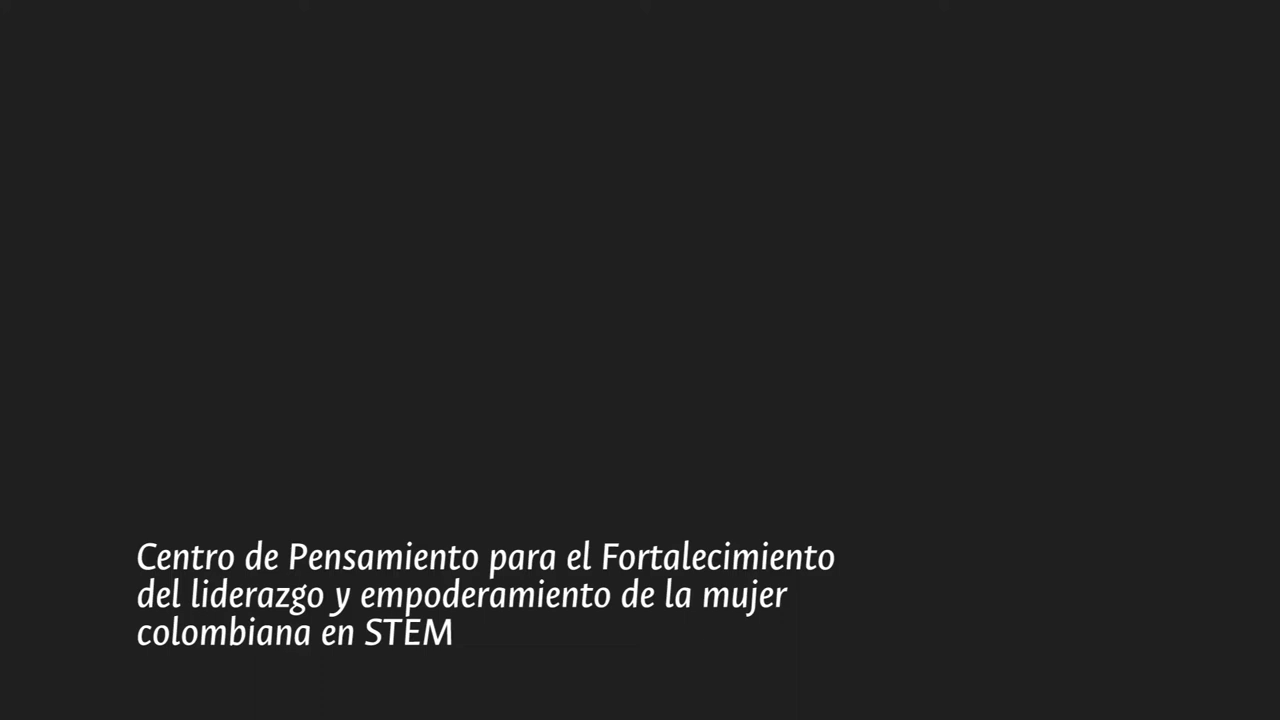 Centro de Pensamiento para el Fortalecimiento
del liderazgo y empoderamiento de la mujer
colombiana en STEM